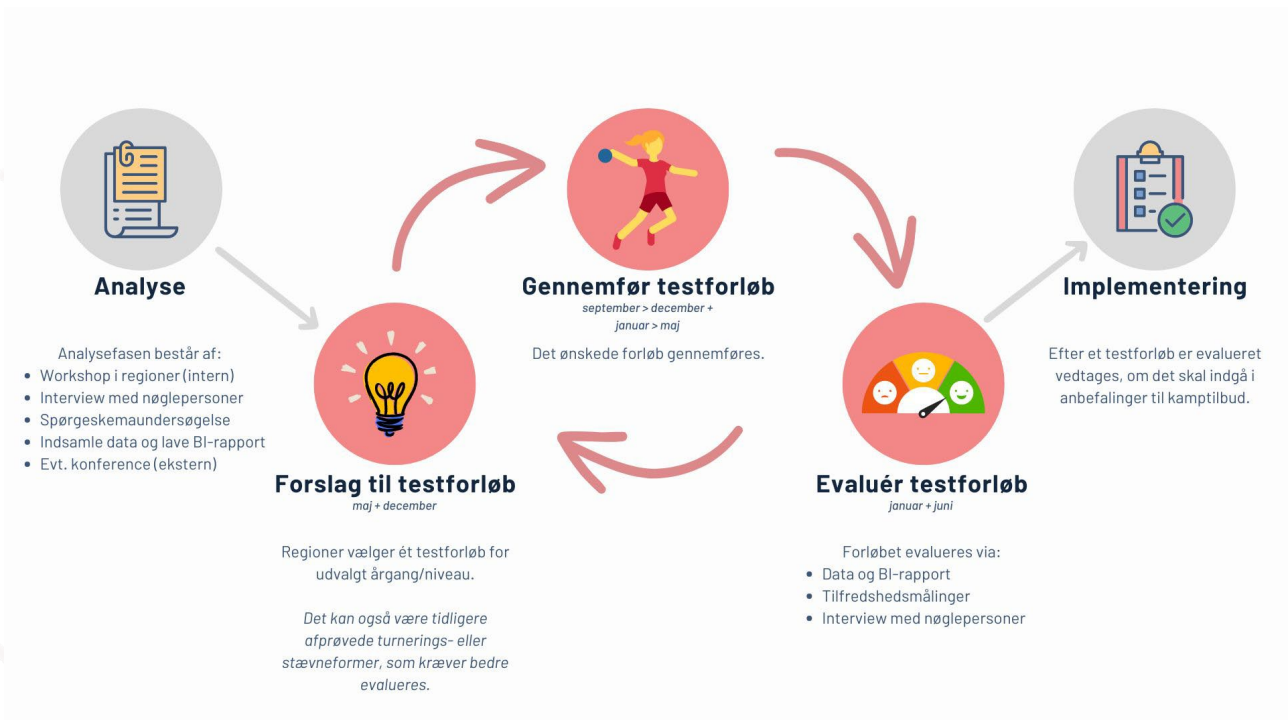 Analyse
Analysefasen består af:
• Workshop i regioner (intern)
• Interview med nøglepersoner
• Spørgeskemaundersøgelse
• Indsamle data og lave BI-rapport
• Evt. konference (ekstern)
Forslag til testforløb
maj + december
Regioner vælger ét testforløb for
udvalgt årgang/niveau.
Det kan også være tidligere
afprøvede turnerings- eller
stævneformer, som kræver bedre
evalueres.
Gennemfør testforløb
september > december +
januar > maj
Det ønskede forløb gennemføres.
Evaluér testforløb
januar + juni
Forløbet evalueres via:
• Data og BI-rapport
• Tilfredshedsmålinger
• Interview med nøglepersoner
Implementering
Efter et testforløb er evalueret
vedtages, om det skal indgå i
anbefalinger til kamptilbud.